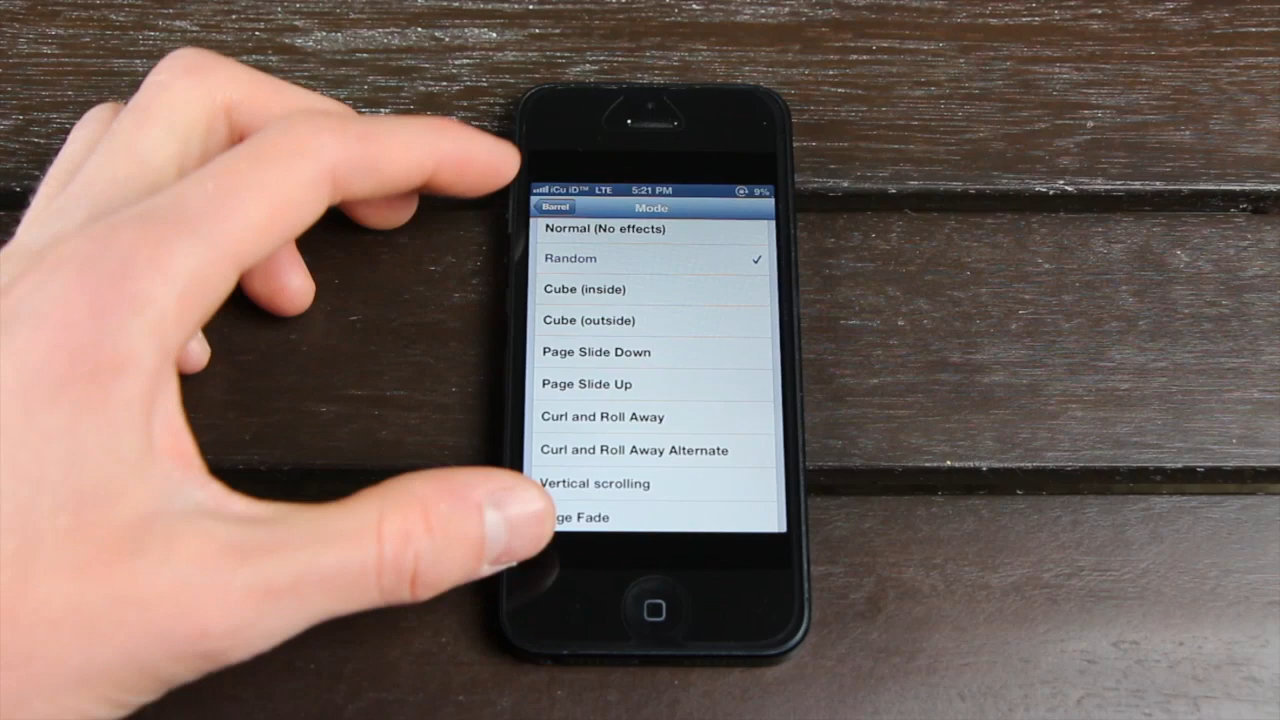 iCu iD™ LTE 5:21 PM 9%
Barrel Mode
Normal (No effects)
Random ✓
Cube (inside)
Cube (outside)
Page Slide Down
Page Slide Up
Curl and Roll Away
Curl and Roll Away Alternate
Vertical scrolling
ge Fade